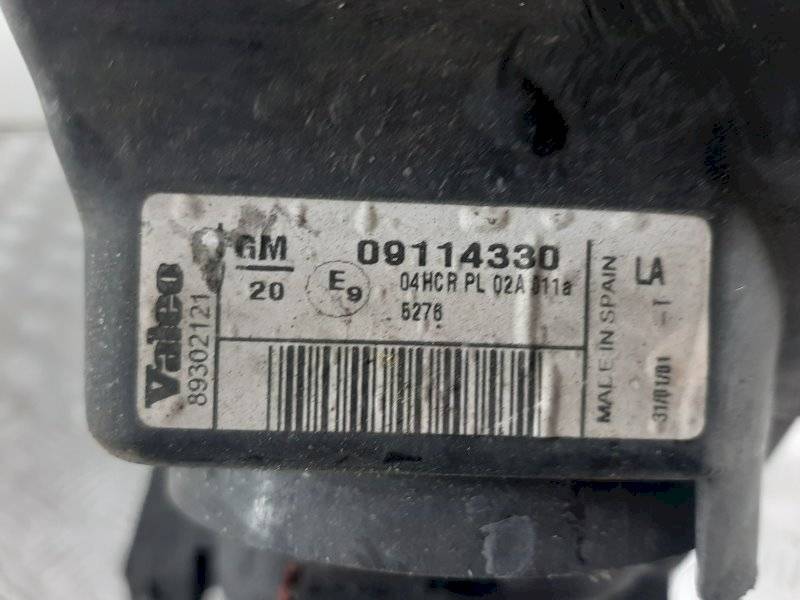 Valeo
89302121
GM
20
E9
09114330
04HCR PL 02A 011a
5276
MADE IN SPAIN
LA
31/01/01